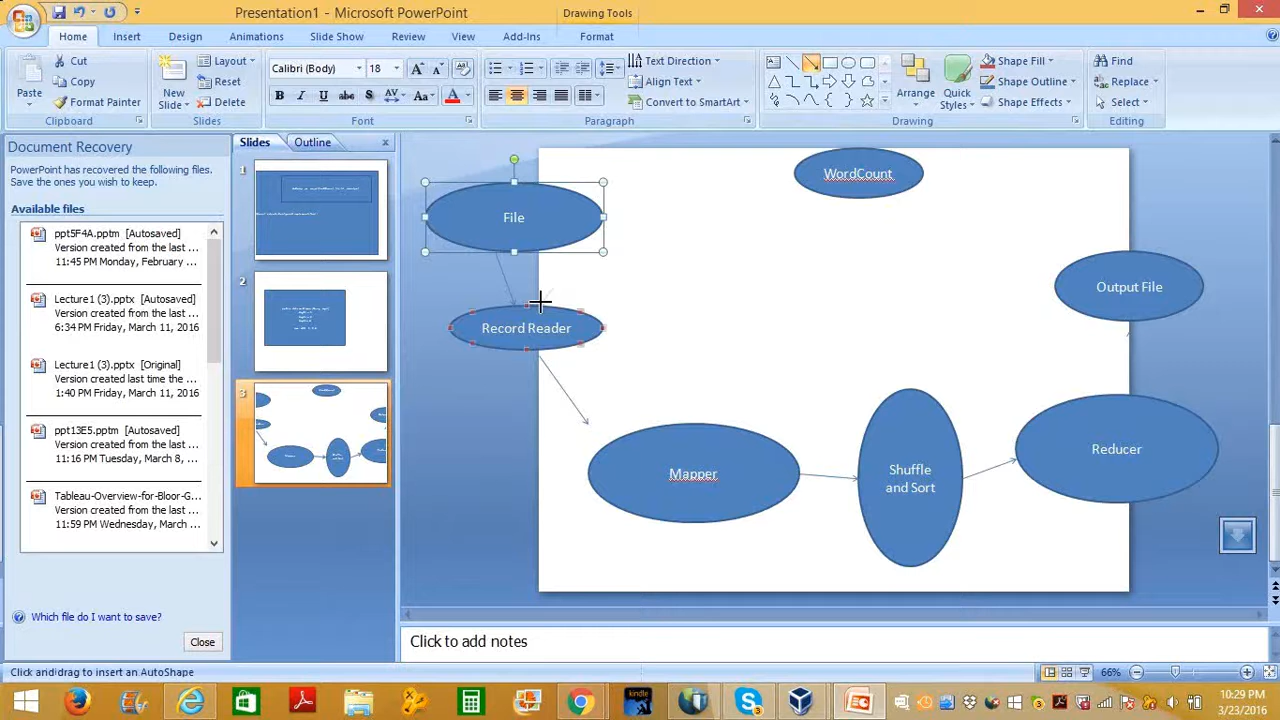 Presentation1 - Microsoft PowerPoint
Drawing Tools
Home
Insert
Design
Animations
Slide Show
Review
View
Add-Ins
Format
Paste
Cut
Copy
Format Painter
Clipboard
New
Slide
Layout
Reset
Delete
Slides
Calibri (Body)
18
Font
Text Direction
Align Text
Convert to SmartArt
Paragraph
Arrange
Quick
Styles
Shape Fill
Shape Outline
Shape Effects
Drawing
Find
Replace
Select
Editing
Document Recovery
PowerPoint has recovered the following files.
Save the ones you wish to keep.
Available files
ppt5F4A.pptm [Autosaved]
Version created from the last ...
11:45 PM Monday, February ...
Lecture1 (3).pptx [Autosaved]
Version created from the last ...
6:34 PM Friday, March 11, 2016
Lecture1 (3).pptx [Original]
Version created last time the ...
1:40 PM Friday, March 11, 2016
ppt13E5.pptm [Autosaved]
Version created from the last ...
11:16 PM Tuesday, March 8, ...
Tableau-Overview-for-Bloor-G...
Version created from the last ...
11:59 PM Wednesday, March ...
Which file do I want to save?
Close
Slides
Outline
1
2
3
WordCount
File
Record Reader
Mapper
Shuffle
and Sort
Reducer
Output File
Click to add notes
Click and drag to insert an AutoShape
66%
10:29 PM
3/23/2016